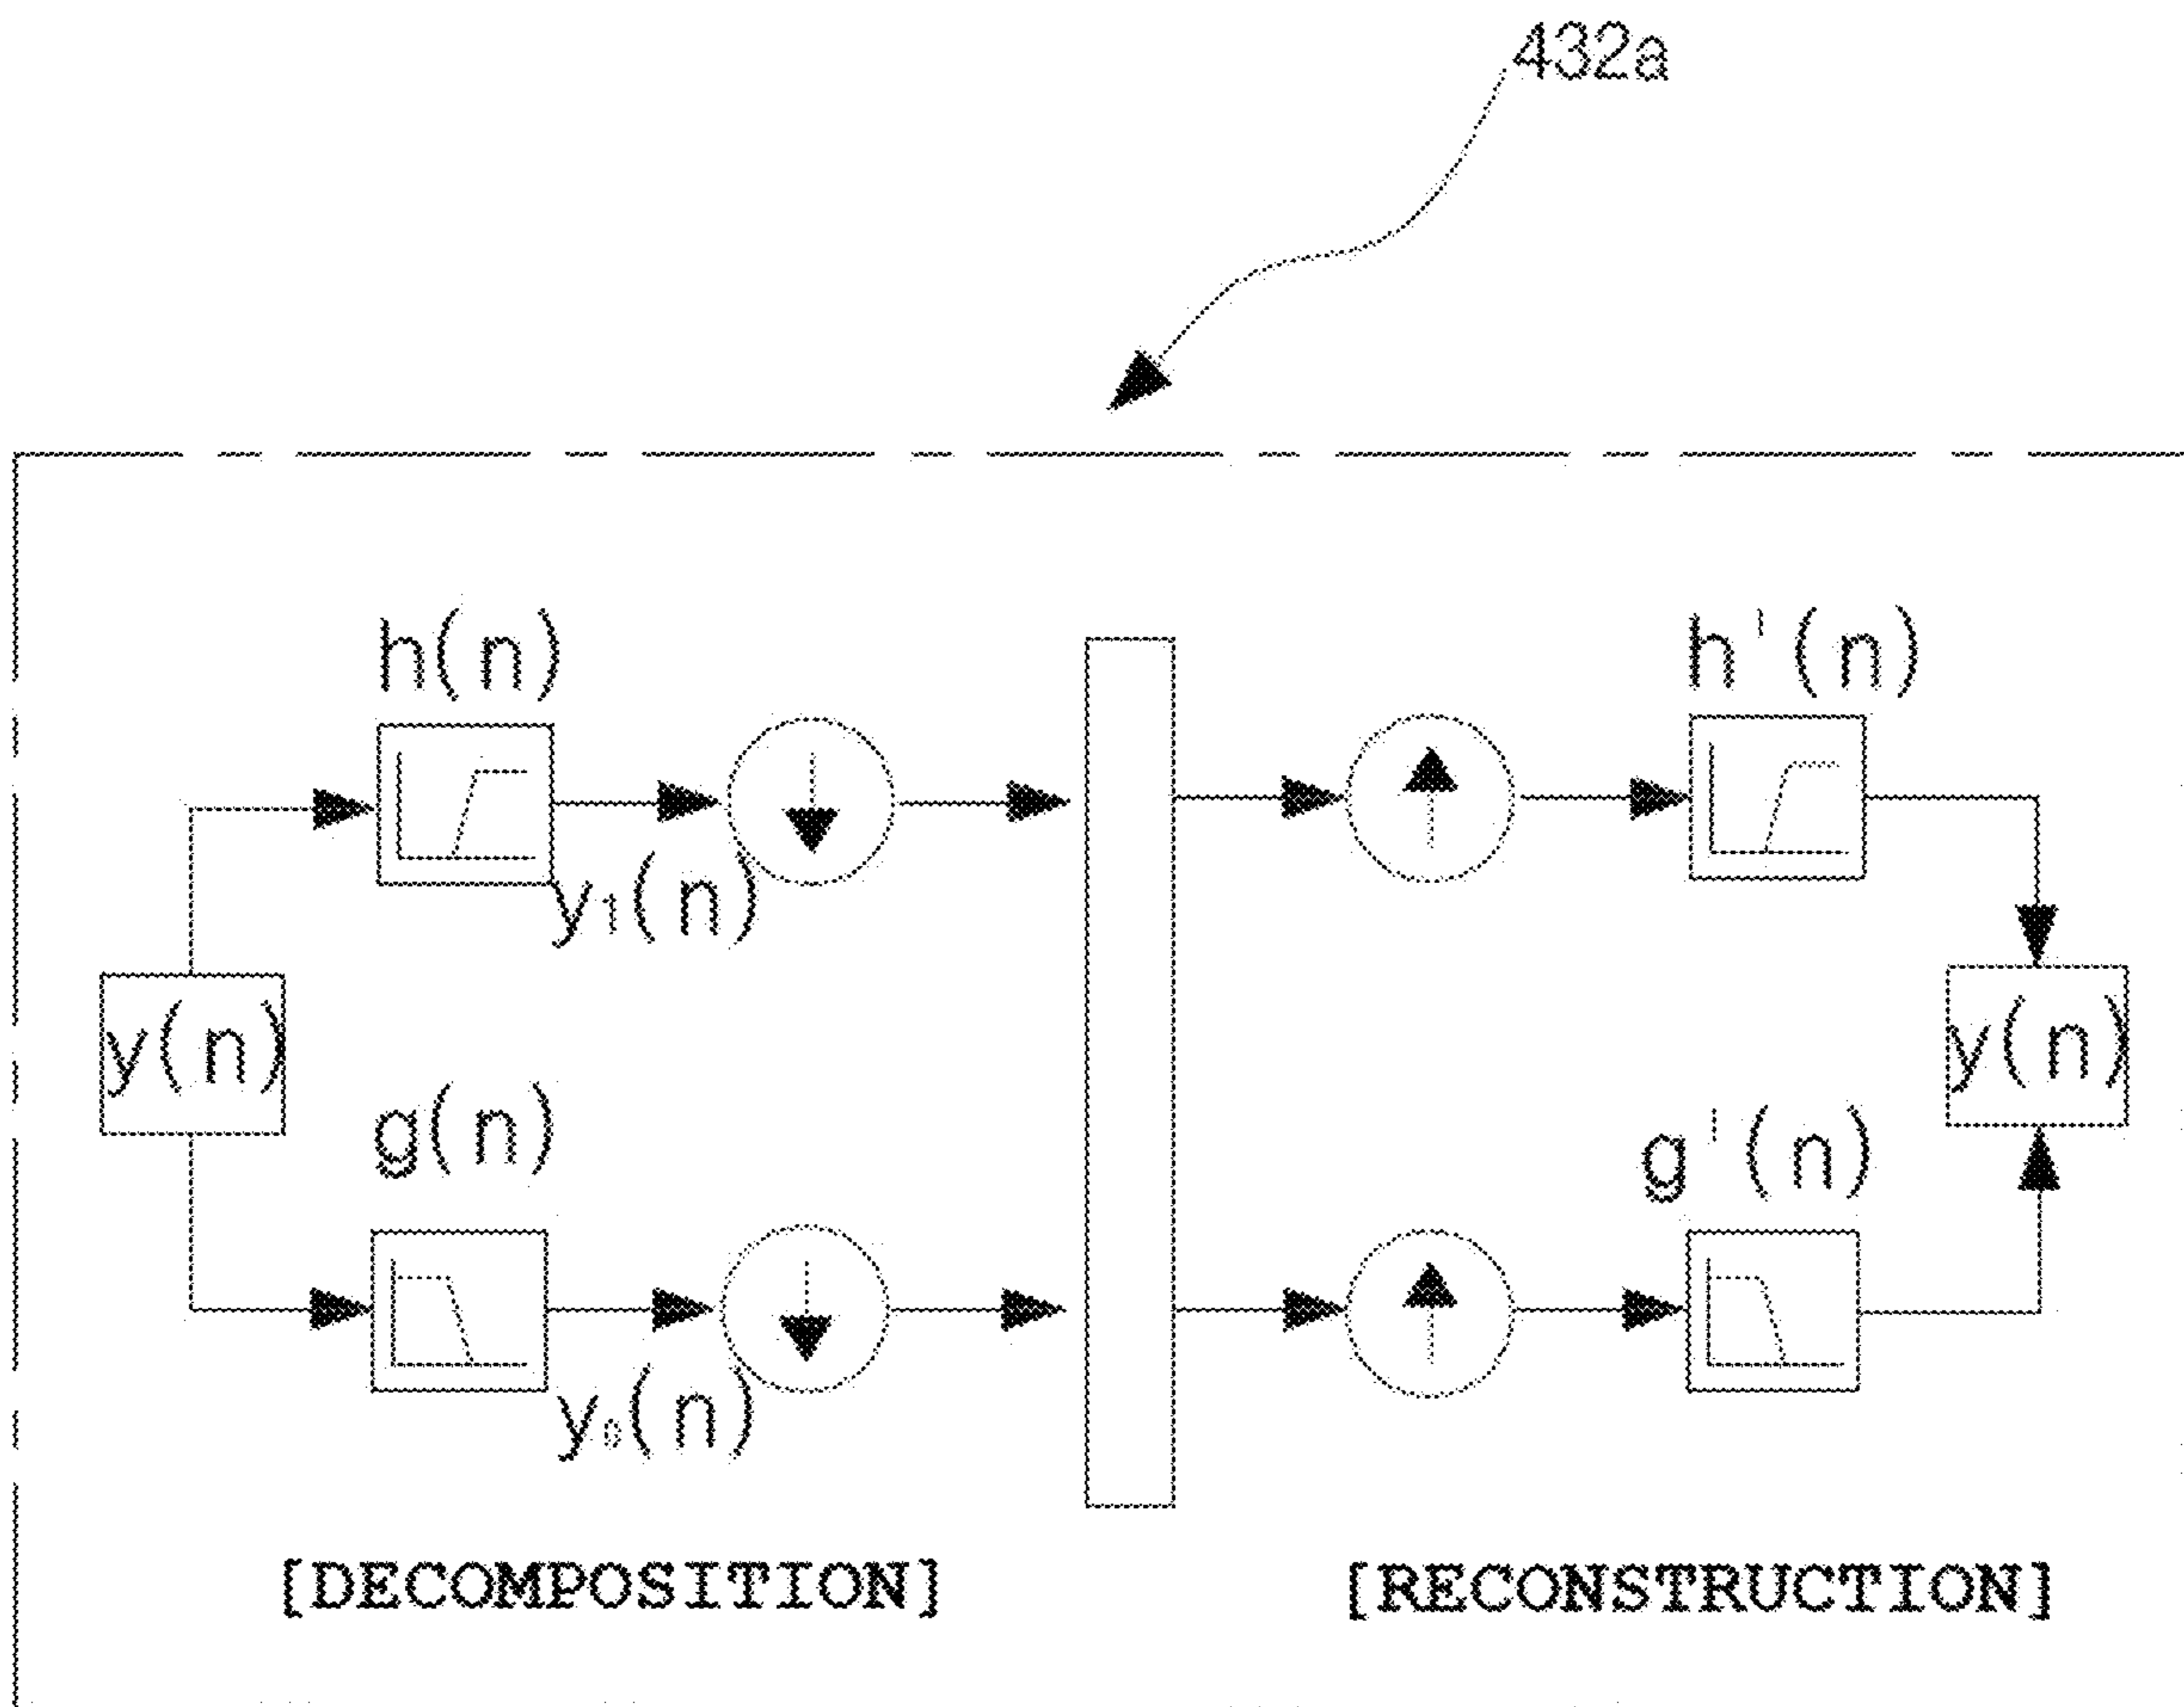 432a
h(n)
h'(n)
y₁(n)
y(n)
y(n)
g(n)
g'(n)
y₀(n)
[DECOMPOSITION]
[RECONSTRUCTION]